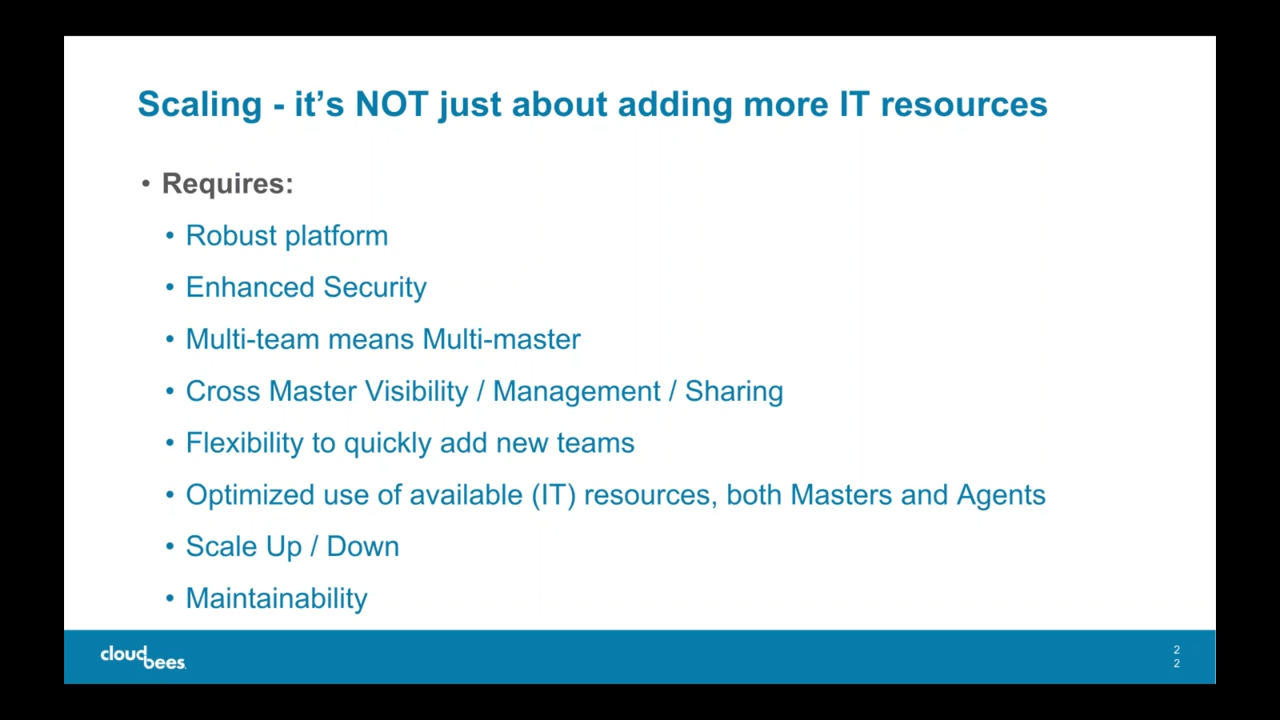 Scaling - it's NOT just about adding more IT resources
• Requires:
• Robust platform
• Enhanced Security
• Multi-team means Multi-master
• Cross Master Visibility / Management / Sharing
• Flexibility to quickly add new teams
• Optimized use of available (IT) resources, both Masters and Agents
• Scale Up / Down
• Maintainability
cloud
bees
2
2